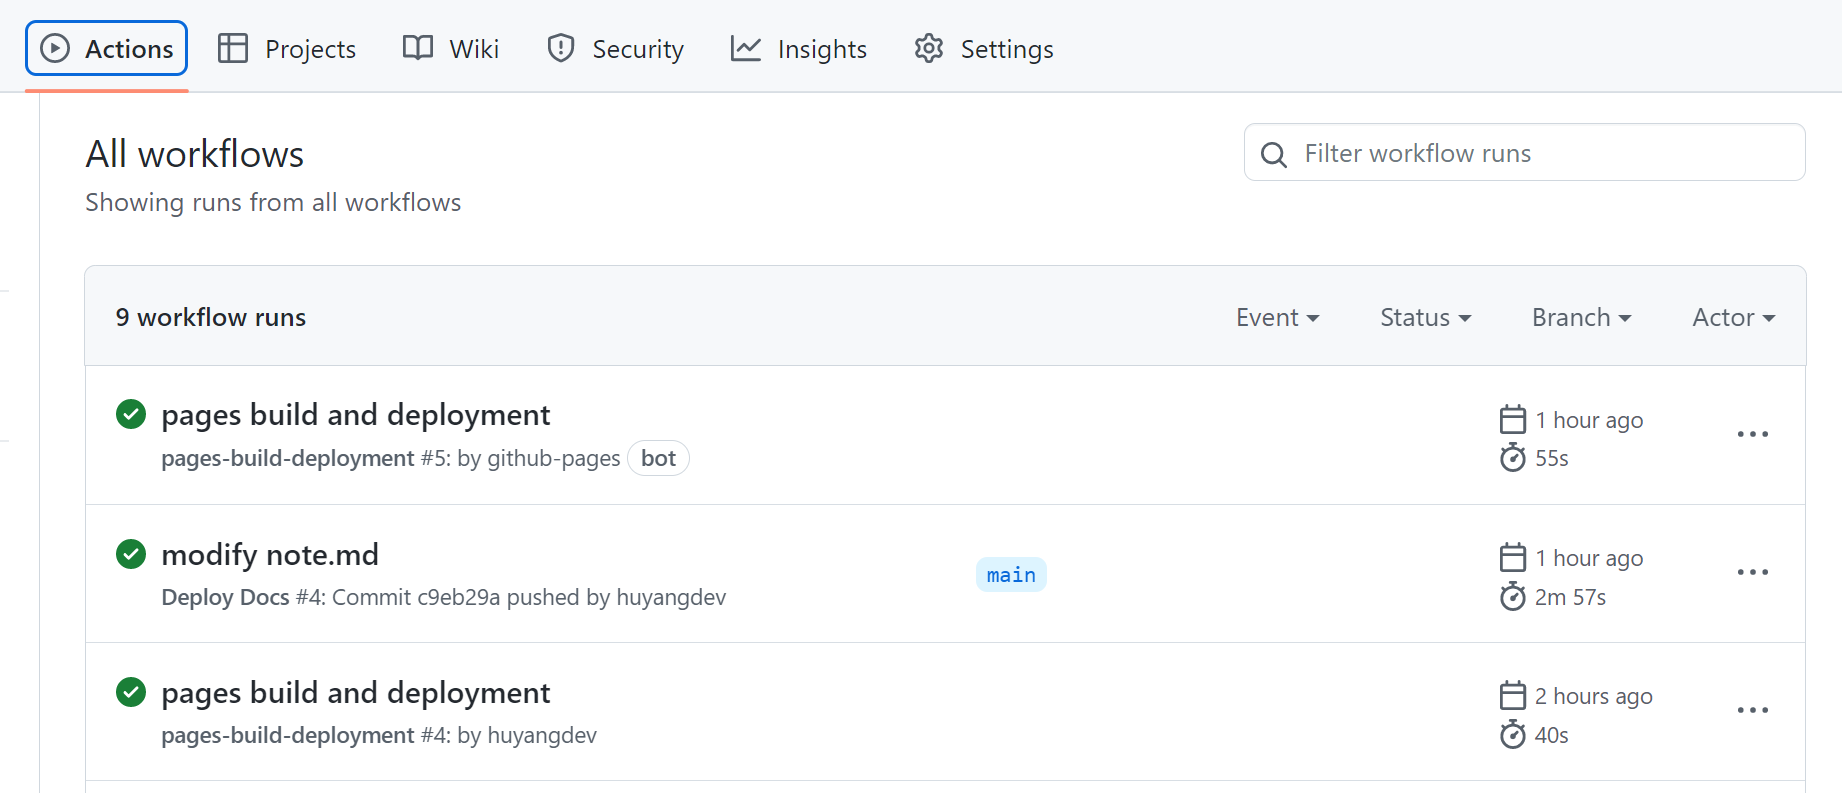 Actions Projects Wiki Security Insights Settings
All workflows
Filter workflow runs
Showing runs from all workflows
9 workflow runs Event Status Branch Actor
pages build and deployment
1 hour ago
pages-build-deployment #5: by github-pages bot
55s
modify note.md
1 hour ago
main
Deploy Docs #4: Commit c9eb29a pushed by huyangdev
2m 57s
pages build and deployment
2 hours ago
pages-build-deployment #4: by huyangdev
40s